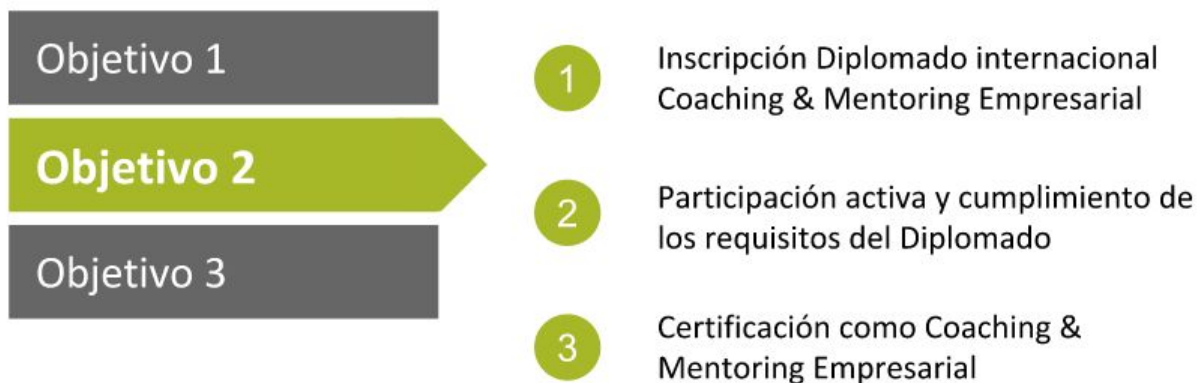 Objetivo 1
Objetivo 2
Objetivo 3
1
Inscripción Diplomado internacional
Coaching & Mentoring Empresarial
2
Participación activa y cumplimiento de
los requisitos del Diplomado
3
Certificación como Coaching &
Mentoring Empresarial